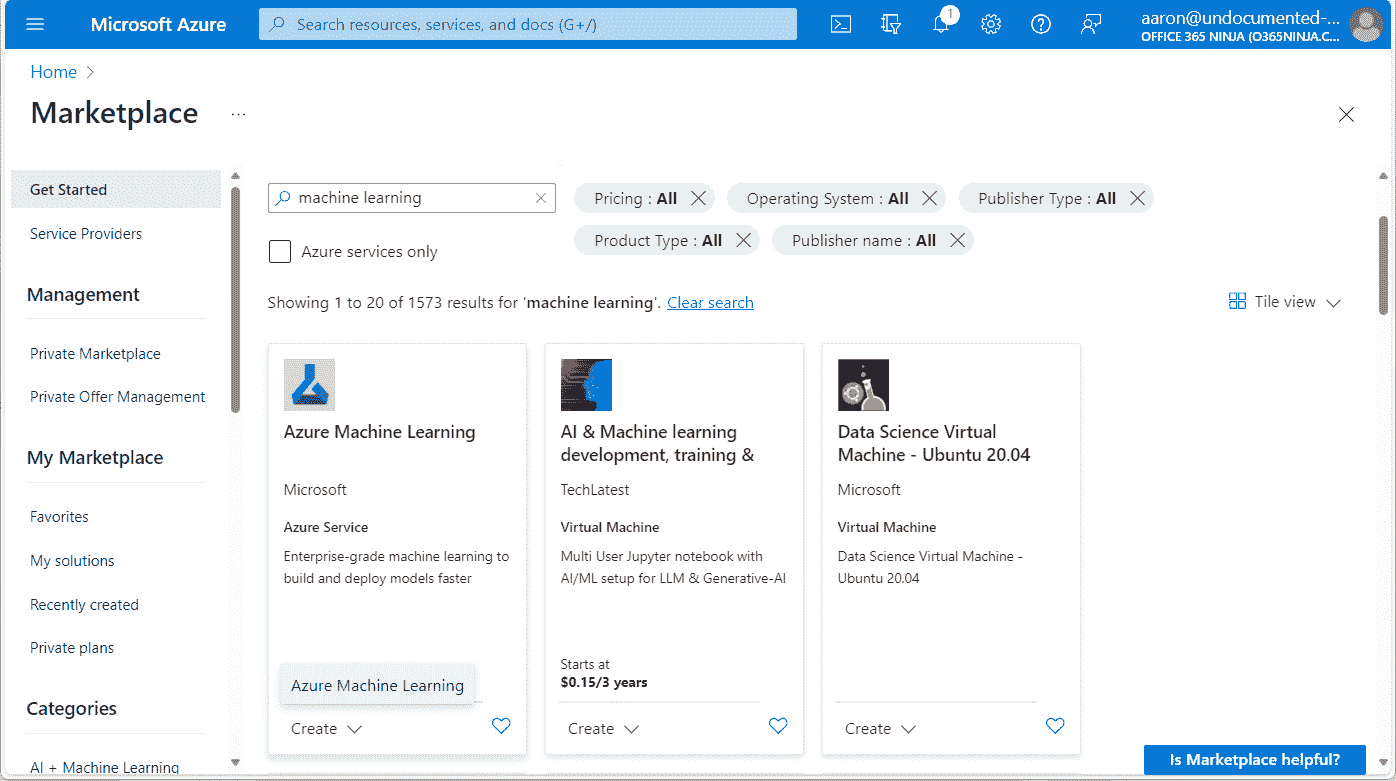 Microsoft Azure
Search resources, services, and docs (G+/)
1
aaron@undocumented-...
OFFICE 365 NINJA (O365NINJA.C...
Home
Marketplace
...
Get Started
Service Providers
Management
Private Marketplace
Private Offer Management
My Marketplace
Favorites
My solutions
Recently created
Private plans
Categories
AI + Machine Learning
machine learning
Pricing : All
Operating System : All
Publisher Type : All
Product Type : All
Publisher name : All
Azure services only
Showing 1 to 20 of 1573 results for 'machine learning'. Clear search
Tile view
Azure Machine Learning
Microsoft
Azure Service
Enterprise-grade machine learning to
build and deploy models faster
Azure Machine Learning
Create
AI & Machine learning
development, training &
TechLatest
Virtual Machine
Multi User Jupyter notebook with
AI/ML setup for LLM & Generative-AI
Starts at
$0.15/3 years
Create
Data Science Virtual
Machine - Ubuntu 20.04
Microsoft
Virtual Machine
Data Science Virtual Machine -
Ubuntu 20.04
Create
Is Marketplace helpful?